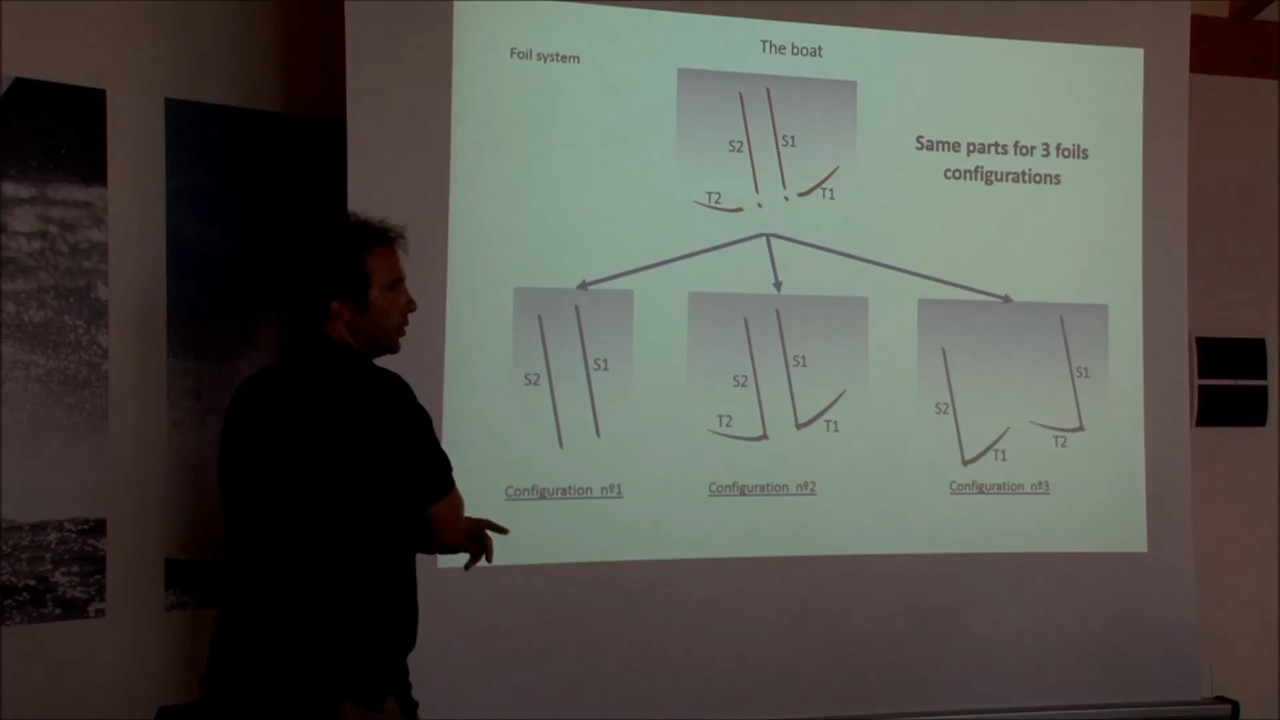 Foil system
The boat
S2
S1
T2
T1
Same parts for 3 foils
configurations
S2
S1
Configuration nº1
S2
S1
T2
T1
Configuration nº2
S2
S1
T1
T2
Configuration nº3